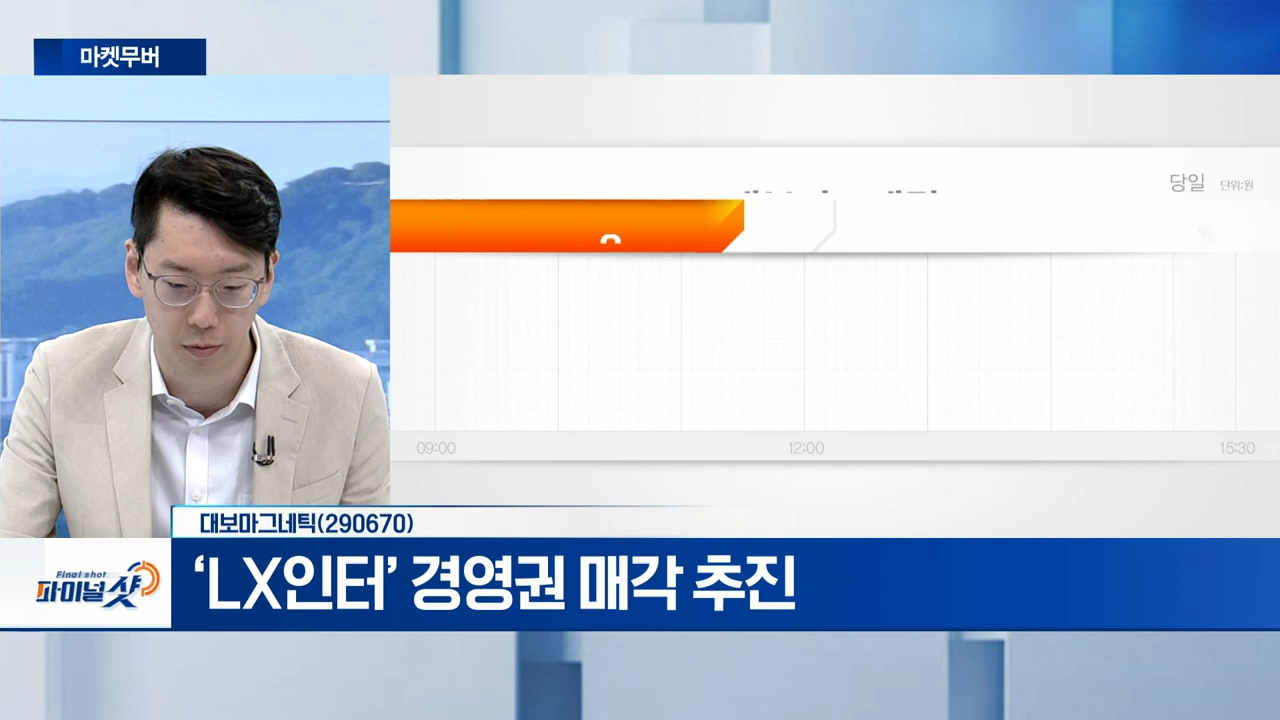 마켓무버
당일 단위:원
%
09:00 12:00 15:30
대보마그네틱(290670)
Final shot
파이널샷
‘LX인터’ 경영권 매각 추진